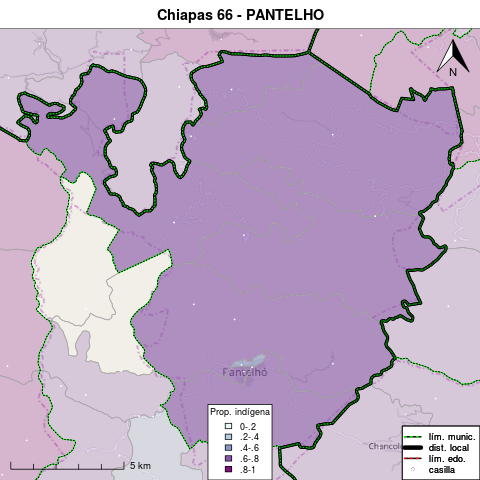 Chiapas 66 - PANTELHO
N
Pantelhó
Prop. indígena
0-.2
.2-.4
.4-.6
.6-.8
.8-1
5 km
lím. munic.
dist. local
lím. edo.
casilla